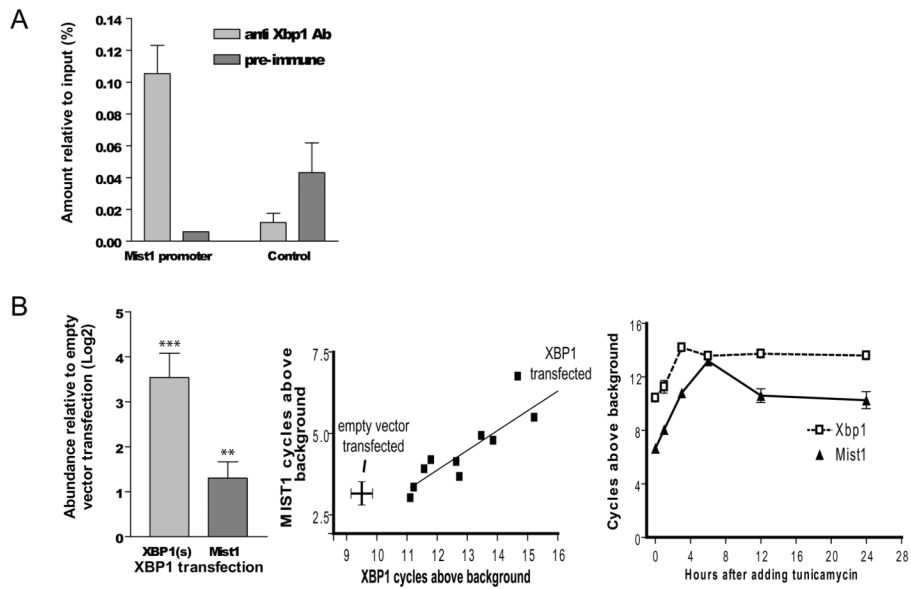 A
Amount relative to input (%)
0.14
0.12
0.10
0.08
0.06
0.04
0.02
0.00
anti Xbp1 Ab
pre-immune
Mist1 promoter
Control
B
Abundance relative to empty
vector transfection (Log2)
5
4
3
2
1
0
***
**
XBP1(s)
Mist1
XBP1 transfection
MIST1 cycles above
background
7.5
5.0
2.5
XBP1
transfected
empty vector
transfected
9
10
11
12
13
14
15
16
XBP1 cycles above background
Cycles above background
16
12
8
4
0
Xbp1
Mist1
0
4
8
12
16
20
24
28
Hours after adding tunicamycin